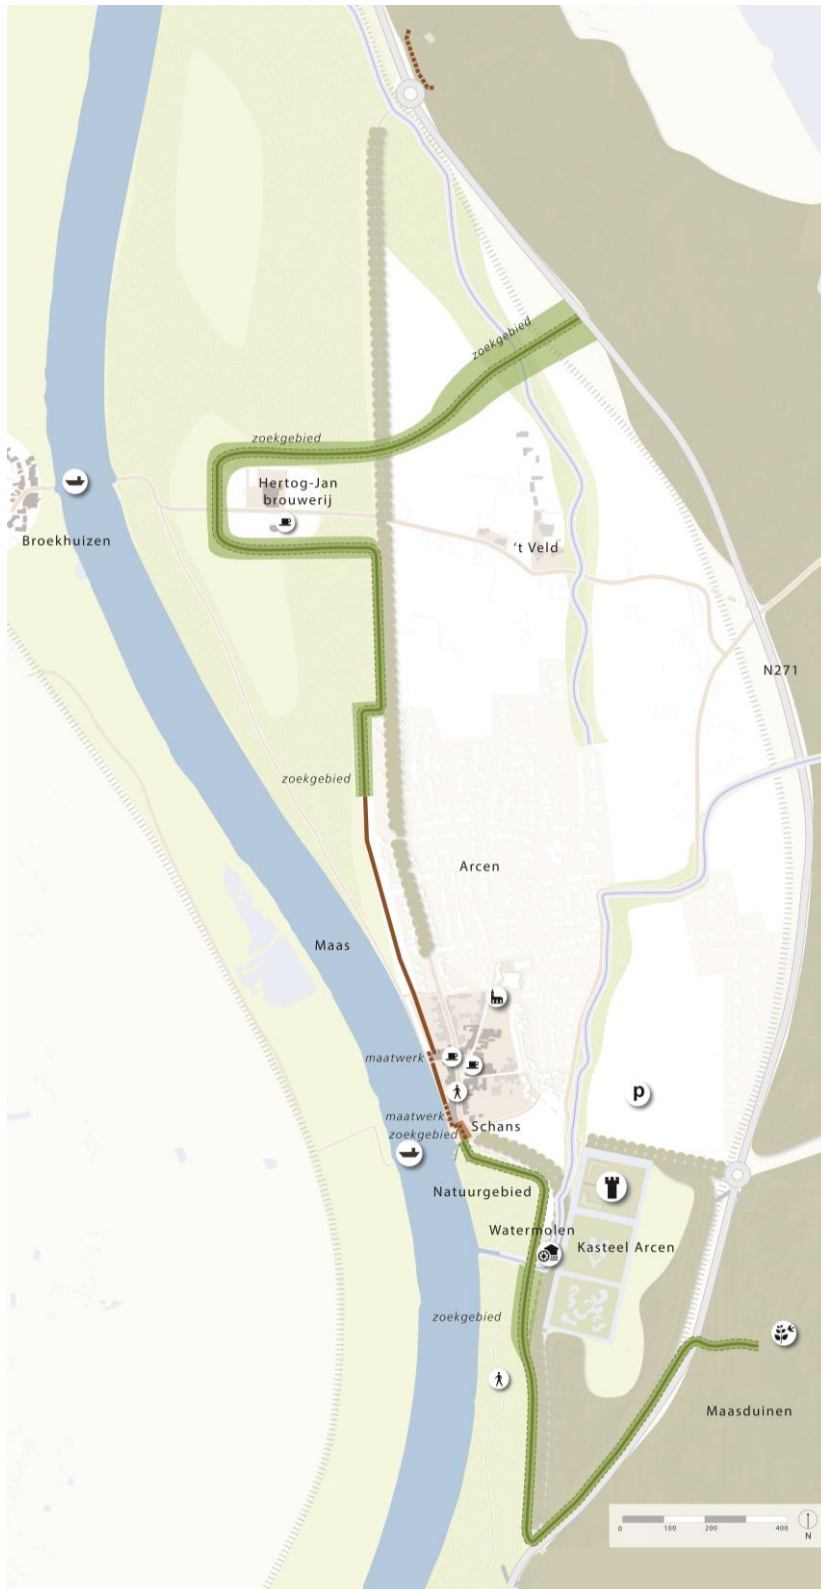 zoekgebied
zoekgebied
Hertog-Jan
brouwerij
Broekhuizen
't Veld
N271
zoekgebied
Arcen
Maas
maatwerk
P
maatwerk
Schans
zoekgebied
Natuurgebied
Watermolen
Kasteel Arcen
zoekgebied
Maasduinen
0 100 200 400
N